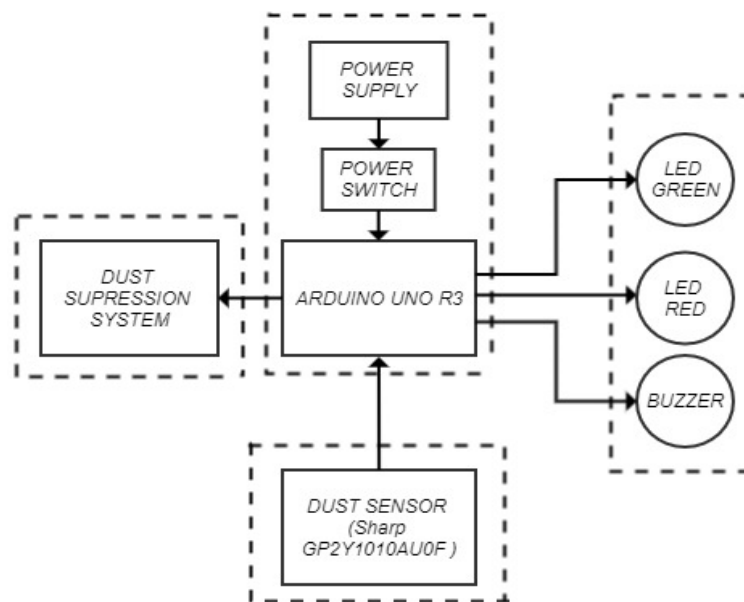 POWER
SUPPLY
POWER
SWITCH
LED
GREEN
DUST
SUPRESSION
SYSTEM
ARDUINO UNO R3
LED
RED
BUZZER
DUST SENSOR
(Sharp
GP2Y1010AU0F )